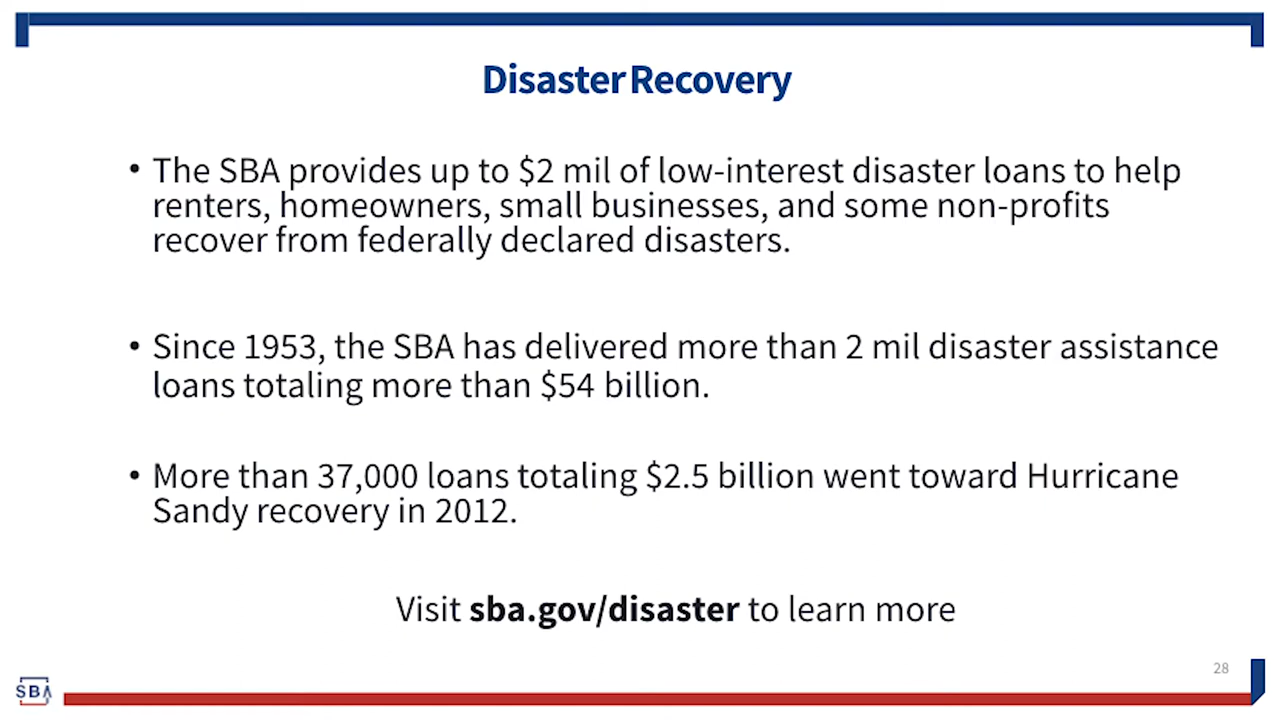 Disaster Recovery
• The SBA provides up to $2 mil of low-interest disaster loans to help
renters, homeowners, small businesses, and some non-profits
recover from federally declared disasters.
• Since 1953, the SBA has delivered more than 2 mil disaster assistance
loans totaling more than $54 billion.
• More than 37,000 loans totaling $2.5 billion went toward Hurricane
Sandy recovery in 2012.
Visit sba.gov/disaster to learn more
28
SBA